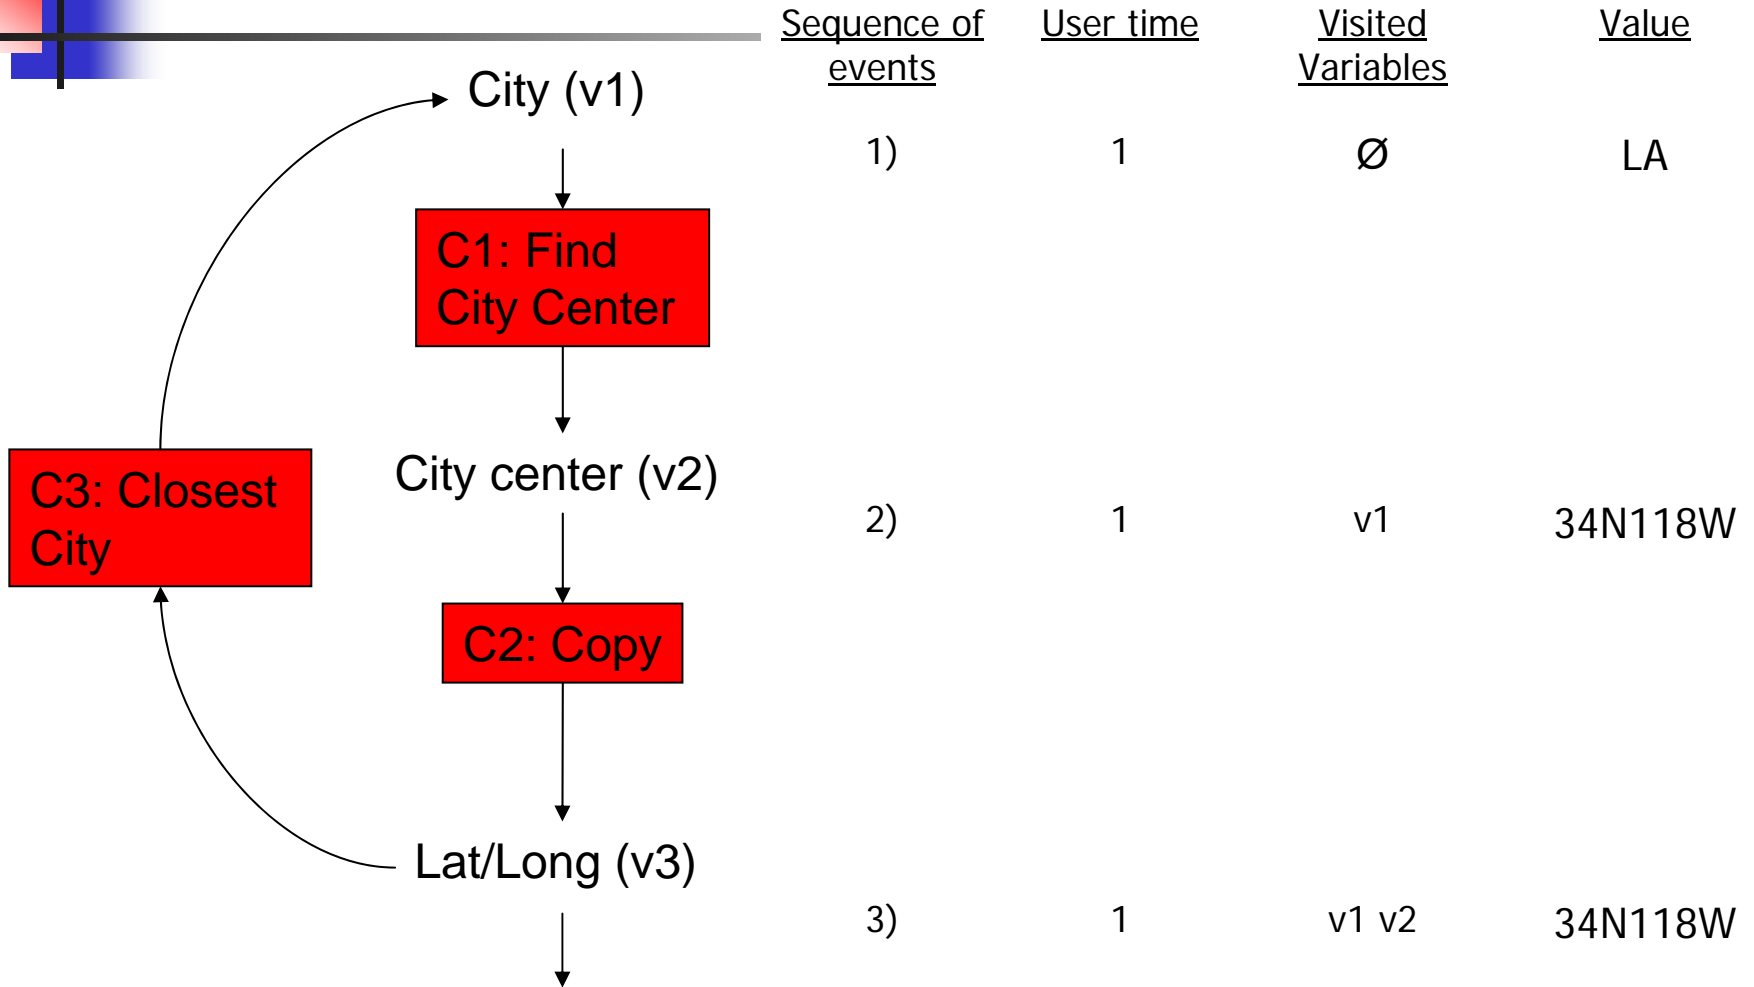 Sequence of events
User time
Visited Variables
Value
City (v1)
1)
1
Ø
LA
C1: Find
City Center
City center (v2)
C3: Closest
City
2)
1
v1
34N118W
C2: Copy
Lat/Long (v3)
3)
1
v1 v2
34N118W